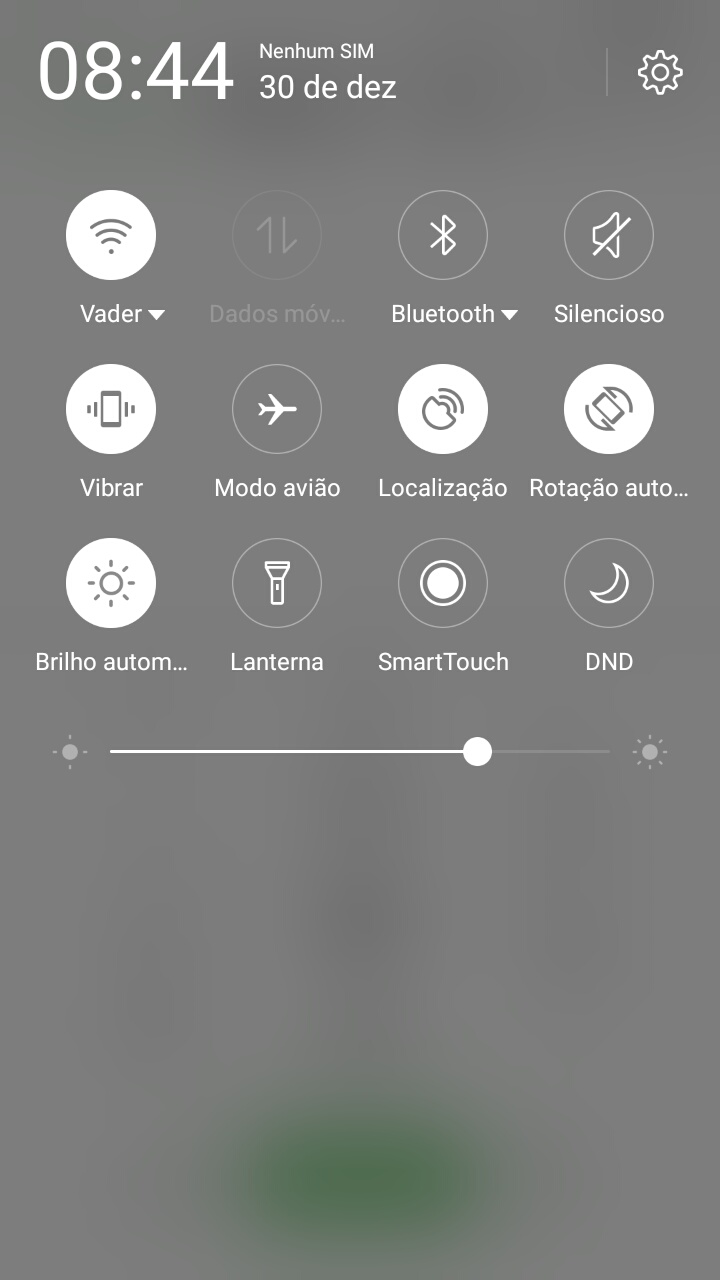 08:44
Nenhum SIM
30 de dez
Vader
Dados móv...
Bluetooth
Silencioso
Vibrar
Modo avião
Localização
Rotação auto...
Brilho autom...
Lanterna
SmartTouch
DND